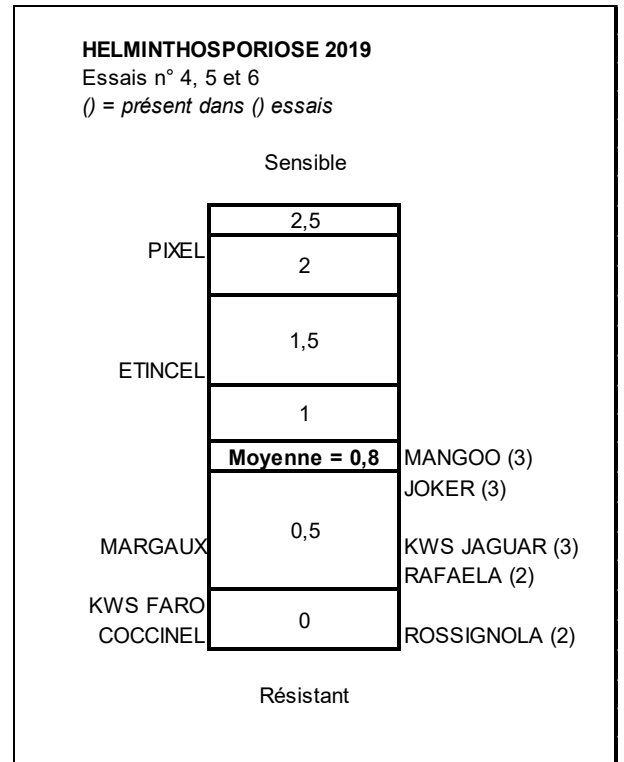 HELMINTHOSPORIOSE 2019
Essais n° 4, 5 et 6
() = présent dans () essais
Sensible
2,5
PIXEL
2
1,5
ETINCEL
1
Moyenne = 0,8 MANGOO (3)
JOKER (3)
0,5
MARGAUX KWS JAGUAR (3)
RAFAELA (2)
KWS FARO
0
COCCINEL ROSSIGNOLA (2)
Résistant